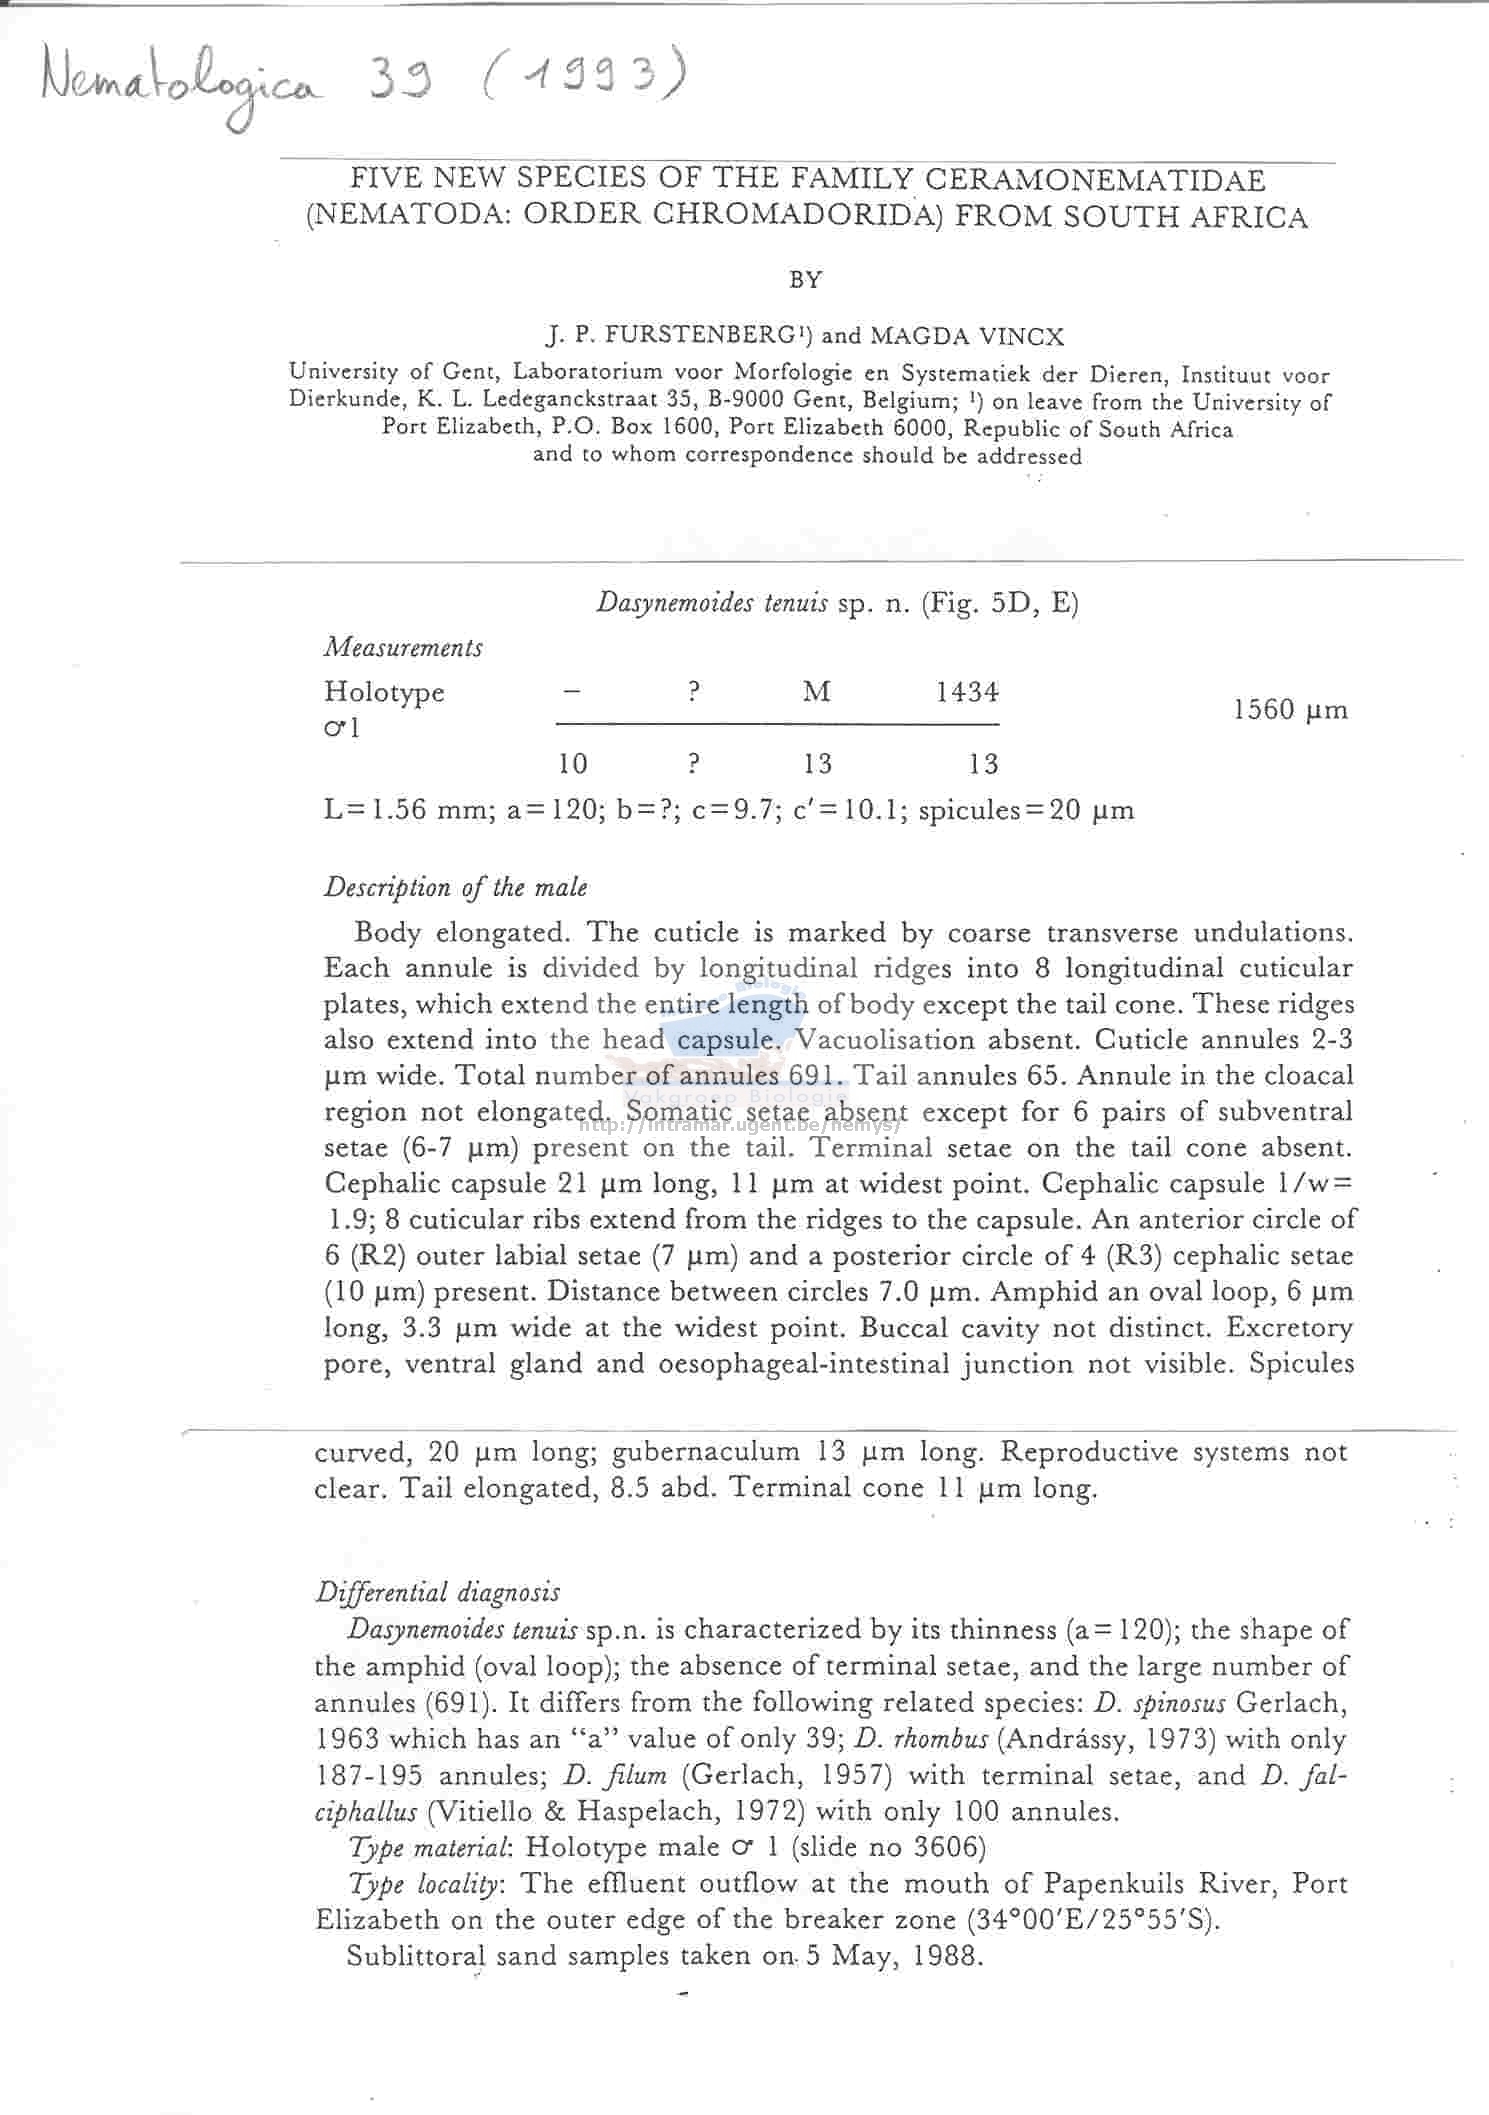 Nematologica 39 (1993)
FIVE NEW SPECIES OF THE FAMILY CERAMONEMATIDAE
(NEMATODA: ORDER CHROMADORIDA) FROM SOUTH AFRICA
BY
J. P. FURSTENBERG¹) and MAGDA VINCX
University of Gent, Laboratorium voor Morfologie en Systematiek der Dieren, Instituut voor
Dierkunde, K. L. Ledeganckstraat 35, B-9000 Gent, Belgium; ¹) on leave from the University of
Port Elizabeth, P.O. Box 1600, Port Elizabeth 6000, Republic of South Africa
and to whom correspondence should be addressed
Dasynemoides tenuis sp. n. (Fig. 5D, E)
Measurements
Holotype – ? M 1434
♂1 1560 µm
10 ? 13 13
L=1.56 mm; a=120; b=?; c=9.7; c′=10.1; spicules=20 µm
Description of the male
Body elongated. The cuticle is marked by coarse transverse undulations.
Each annule is divided by longitudinal ridges into 8 longitudinal cuticular
plates, which extend the entire length of body except the tail cone. These ridges
also extend into the head capsule. Vacuolisation absent. Cuticle annules 2-3
µm wide. Total number of annules 691. Tail annules 65. Annule in the cloacal
region not elongated. Somatic setae absent except for 6 pairs of subventral
setae (6-7 µm) present on the tail. Terminal setae on the tail cone absent.
Cephalic capsule 21 µm long, 11 µm at widest point. Cephalic capsule l/w=
1.9; 8 cuticular ribs extend from the ridges to the capsule. An anterior circle of
6 (R2) outer labial setae (7 µm) and a posterior circle of 4 (R3) cephalic setae
(10 µm) present. Distance between circles 7.0 µm. Amphid an oval loop, 6 µm
long, 3.3 µm wide at the widest point. Buccal cavity not distinct. Excretory
pore, ventral gland and oesophageal-intestinal junction not visible. Spicules
Biologie
Vakgroep Biologie
http://intramar.ugent.be/nemys/
curved, 20 µm long; gubernaculum 13 µm long. Reproductive systems not
clear. Tail elongated, 8.5 abd. Terminal cone 11 µm long.
Differential diagnosis
Dasynemoides tenuis sp.n. is characterized by its thinness (a=120); the shape of
the amphid (oval loop); the absence of terminal setae, and the large number of
annules (691). It differs from the following related species: D. spinosus Gerlach,
1963 which has an “a” value of only 39; D. rhombus (Andrássy, 1973) with only
187-195 annules; D. filum (Gerlach, 1957) with terminal setae, and D. fal-
ciphallus (Vitiello & Haspelach, 1972) with only 100 annules.
Type material: Holotype male ♂ 1 (slide no 3606)
Type locality: The effluent outflow at the mouth of Papenkuils River, Port
Elizabeth on the outer edge of the breaker zone (34°00′E/25°55′S).
Sublittoral sand samples taken on 5 May, 1988.